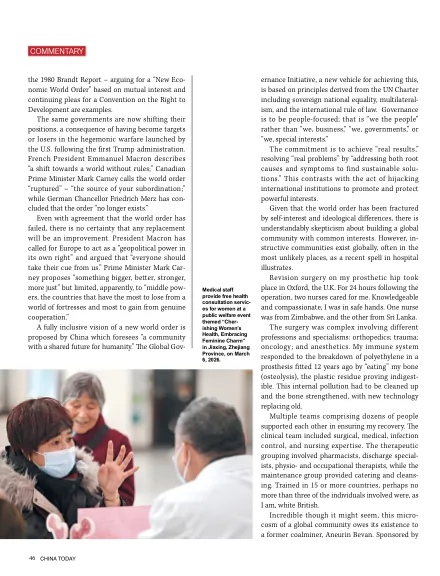 COMMENTARY
the 1980 Brandt Report – arguing for a "New Eco-
nomic World Order" based on mutual interest and
continuing pleas for a Convention on the Right to
Development are examples.
The same governments are now shifting their
positions, a consequence of having become targets
or losers in the hegemonic warfare launched by
the U.S. following the first Trump administration.
French President Emmanuel Macron describes
"a shift towards a world without rules;" Canadian
Prime Minister Mark Carney calls the world order
"ruptured" – "the source of your subordination;"
while German Chancellor Friedrich Merz has con-
cluded that the order "no longer exists."
Even with agreement that the world order has
failed, there is no certainty that any replacement
will be an improvement. President Macron has
called for Europe to act as a "geopolitical power in
its own right" and argued that "everyone should
take their cue from us." Prime Minister Mark Car-
ney proposes "something bigger, better, stronger,
more just" but limited, apparently, to "middle pow-
ers, the countries that have the most to lose from a
world of fortresses and most to gain from genuine
cooperation."
A fully inclusive vision of a new world order is
proposed by China which foresees "a community
with a shared future for humanity." The Global Gov-
Medical staff
provide free health
consultation servic-
es for women at a
public welfare event
themed "Cher-
ishing Women's
Health, Embracing
Feminine Charm"
in Jiaxing, Zhejiang
Province, on March
6, 2026.
ernance Initiative, a new vehicle for achieving this,
is based on principles derived from the UN Charter
including sovereign national equality, multilateral-
ism, and the international rule of law. Governance
is to be people-focused; that is "we the people"
rather than "we, business," "we, governments," or
"we, special interests."
The commitment is to achieve "real results,"
resolving "real problems" by "addressing both root
causes and symptoms to find sustainable solu-
tions." This contrasts with the act of hijacking
international institutions to promote and protect
powerful interests.
Given that the world order has been fractured
by self-interest and ideological differences, there is
understandably skepticism about building a global
community with common interests. However, in-
structive communities exist globally, often in the
most unlikely places, as a recent spell in hospital
illustrates.
Revision surgery on my prosthetic hip took
place in Oxford, the U.K. For 24 hours following the
operation, two nurses cared for me. Knowledgeable
and compassionate, I was in safe hands. One nurse
was from Zimbabwe, and the other from Sri Lanka.
The surgery was complex involving different
professions and specialisms: orthopedics; trauma;
oncology; and anesthetics. My immune system
responded to the breakdown of polyethylene in a
prosthesis fitted 12 years ago by "eating" my bone
(osteolysis), the plastic residue proving indigest-
ible. This internal pollution had to be cleaned up
and the bone strengthened, with new technology
replacing old.
Multiple teams comprising dozens of people
supported each other in ensuring my recovery. The
clinical team included surgical, medical, infection
control, and nursing expertise. The therapeutic
grouping involved pharmacists, discharge special-
ists, physio- and occupational therapists, while the
maintenance group provided catering and cleans-
ing. Trained in 15 or more countries, perhaps no
more than three of the individuals involved were, as
I am, white British.
Incredible though it might seem, this micro-
cosm of a global community owes its existence to
a former coalminer, Aneurin Bevan. Sponsored by
46 CHINA TODAY